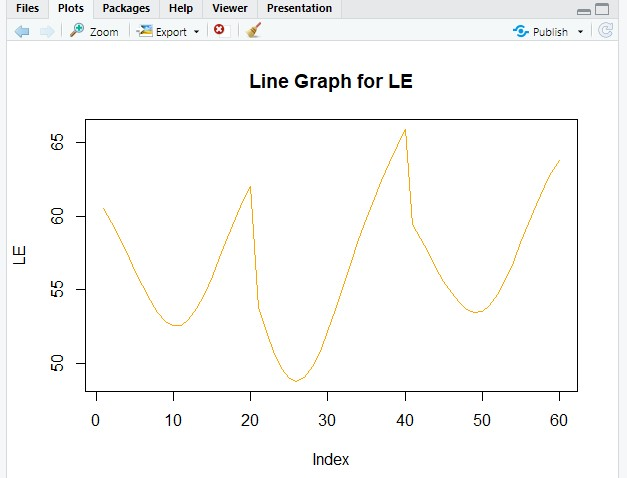 Files Plots Packages Help Viewer Presentation
Zoom Export Publish
Line Graph for LE
65
60
55
50
LE
0 10 20 30 40 50 60
Index